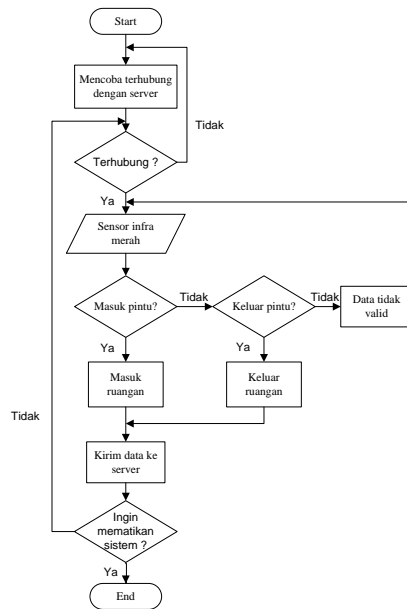 Start
Mencoba terhubung
dengan server
Tidak
Terhubung ?
Ya
Sensor infra
merah
Masuk pintu?
Tidak
Keluar pintu?
Tidak
Data tidak
valid
Ya
Ya
Masuk
ruangan
Keluar
ruangan
Tidak
Kirim data ke
server
Ingin
mematikan
sistem ?
Ya
End